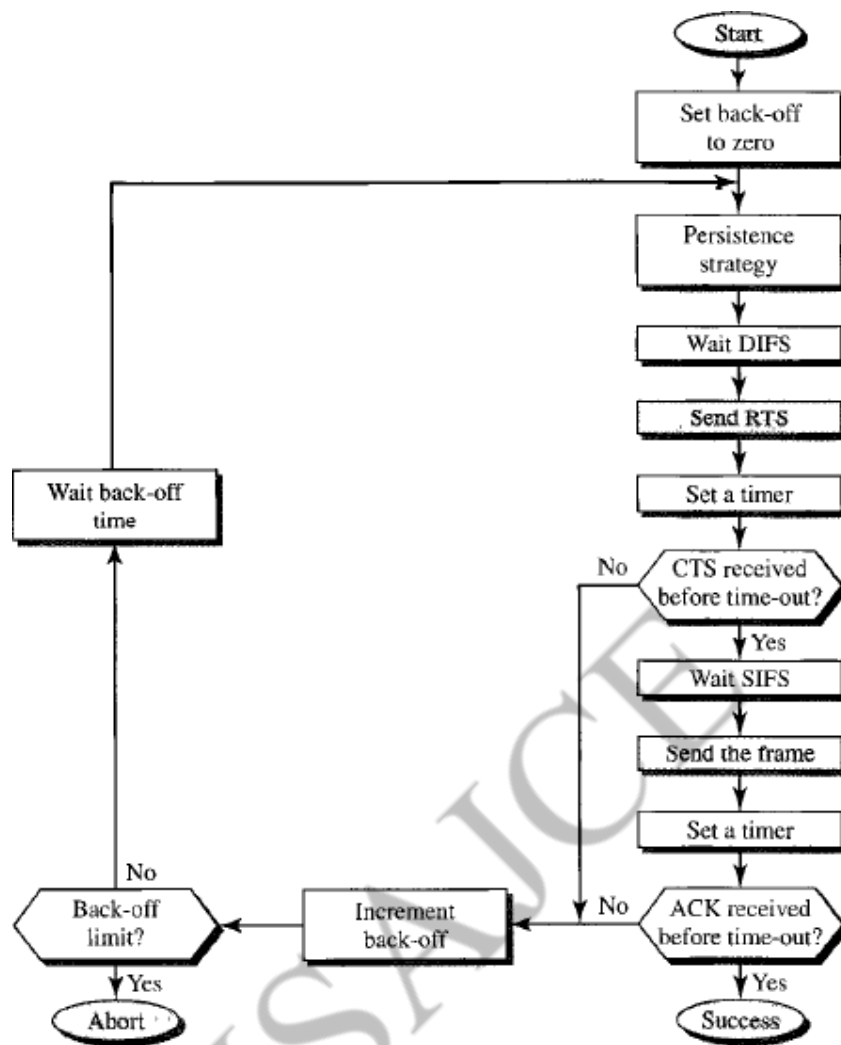 Start
Set back-off
to zero
Persistence
strategy
Wait DIFS
Send RTS
Set a timer
Wait back-off
time
No
CTS received
before time-out?
Yes
Wait SIFS
Send the frame
Set a timer
No
Back-off
limit?
Increment
back-off
No
ACK received
before time-out?
Yes
Abort
Yes
Success
SAJCE